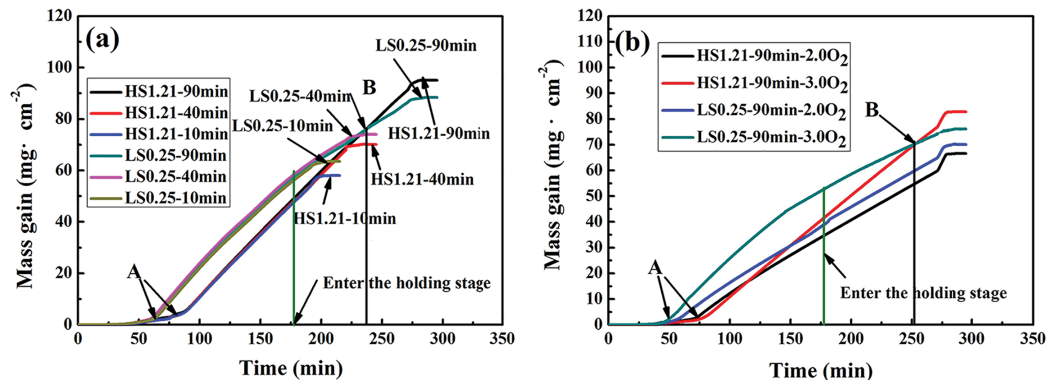 (a)
HS1.21-90min
HS1.21-40min
HS1.21-10min
LS0.25-90min
LS0.25-40min
LS0.25-10min
LS0.25-90min
B
LS0.25-40min
LS0.25-10min
HS1.21-90min
HS1.21-40min
HS1.21-10min
A
Enter the holding stage
120
110
100
90
80
70
60
50
40
30
20
10
0
0 50 100 150 200 250 300 350
Mass gain (mg· cm-2)
Time (min)
(b)
HS1.21-90min-2.0O2
HS1.21-90min-3.0O2
LS0.25-90min-2.0O2
LS0.25-90min-3.0O2
B
A
Enter the holding stage
120
110
100
90
80
70
60
50
40
30
20
10
0
0 50 100 150 200 250 300 350
Mass gain (mg· cm-2)
Time (min)